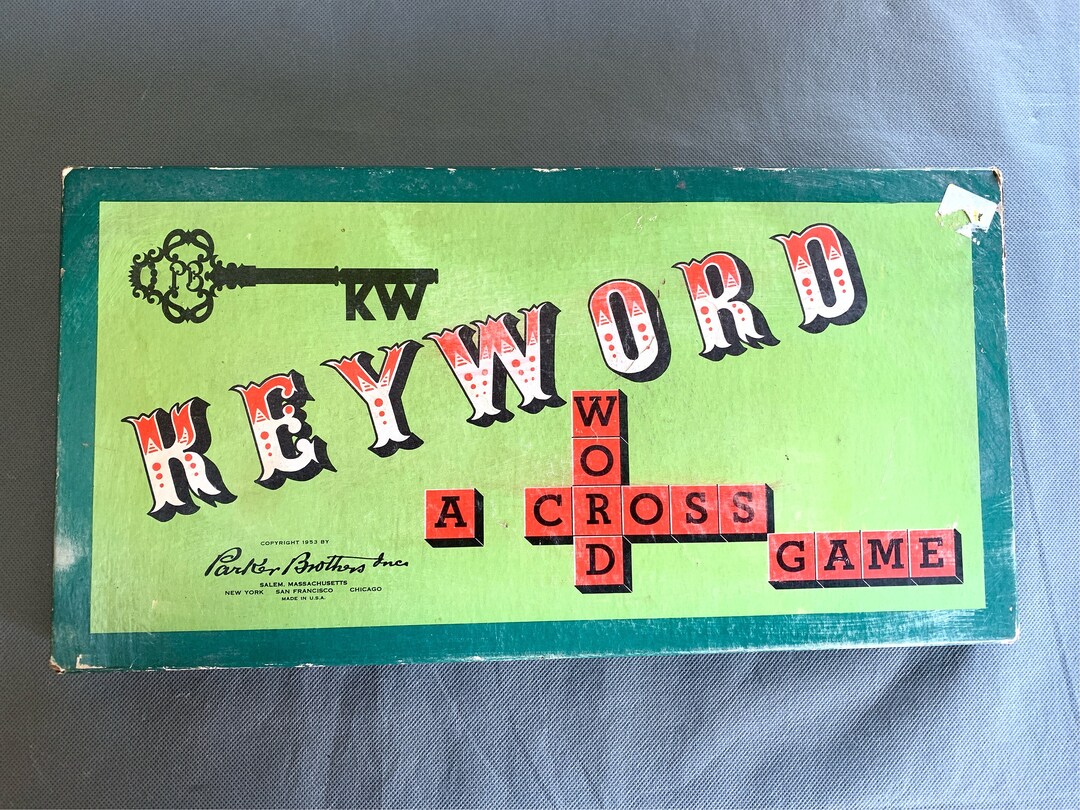 PB
KW
KEYWORD
WORD
A CROSS
GAME
COPYRIGHT 1953 BY
Parker Brothers Inc
SALEM, MASSACHUSETTS
NEW YORK SAN FRANCISCO CHICAGO
MADE IN U.S.A.